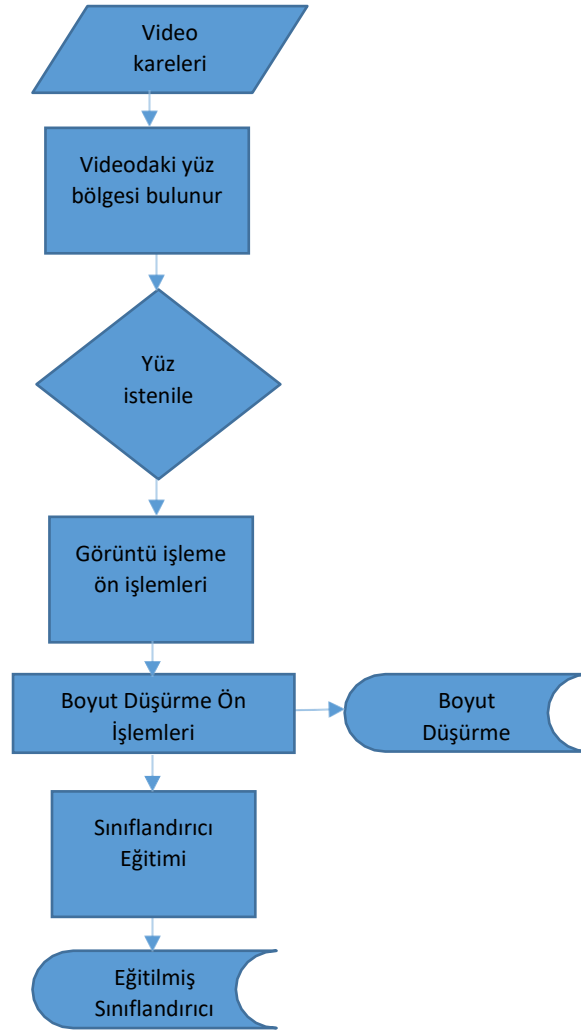 Video
kareleri
Videodaki yüz
bölgesi bulunur
Yüz
istenile
Görüntü işleme
ön işlemleri
Boyut Düşürme Ön
İşlemleri
Boyut
Düşürme
Sınıflandırıcı
Eğitimi
Eğitilmiş
Sınıflandırıcı